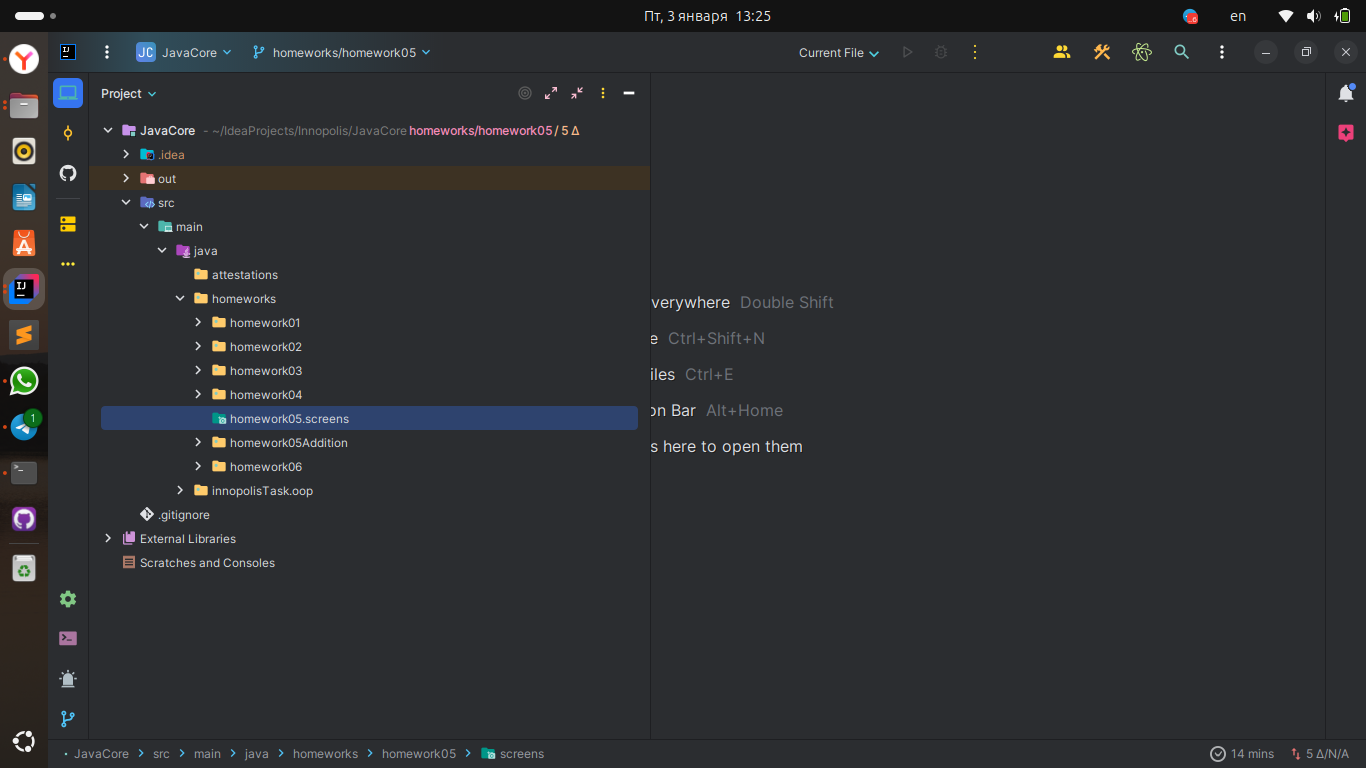 Пт, 3 января 13:25
en
JC JavaCore homeworks/homework05
Current File
Project
JavaCore - ~/IdeaProjects/Innopolis/JavaCore homeworks/homework05 / 5 Δ
.idea
out
src
main
java
attestations
homeworks
homework01
homework02
homework03
homework04
homework05.screens
homework05Addition
homework06
innopolisTask.oop
.gitignore
External Libraries
Scratches and Consoles
verywhere Double Shift
e Ctrl+Shift+N
iles Ctrl+E
on Bar Alt+Home
s here to open them
1
JavaCore src main java homeworks homework05 screens
14 mins 5 Δ/N/A